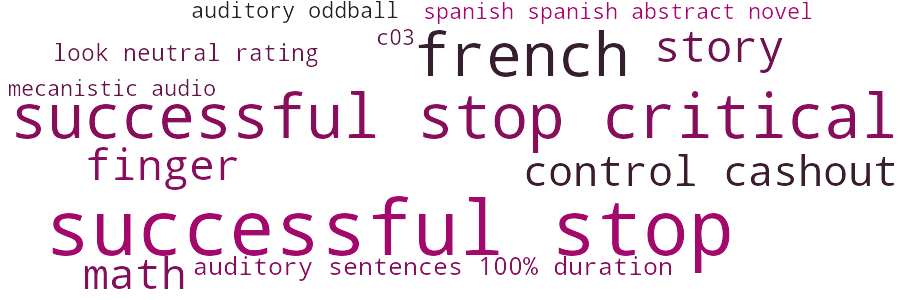 auditory oddball
spanish spanish abstract novel
c03
french
story
look neutral rating
mecanistic audio
successful stop critical
finger
control cashout
successful stop
math
auditory sentences 100% duration